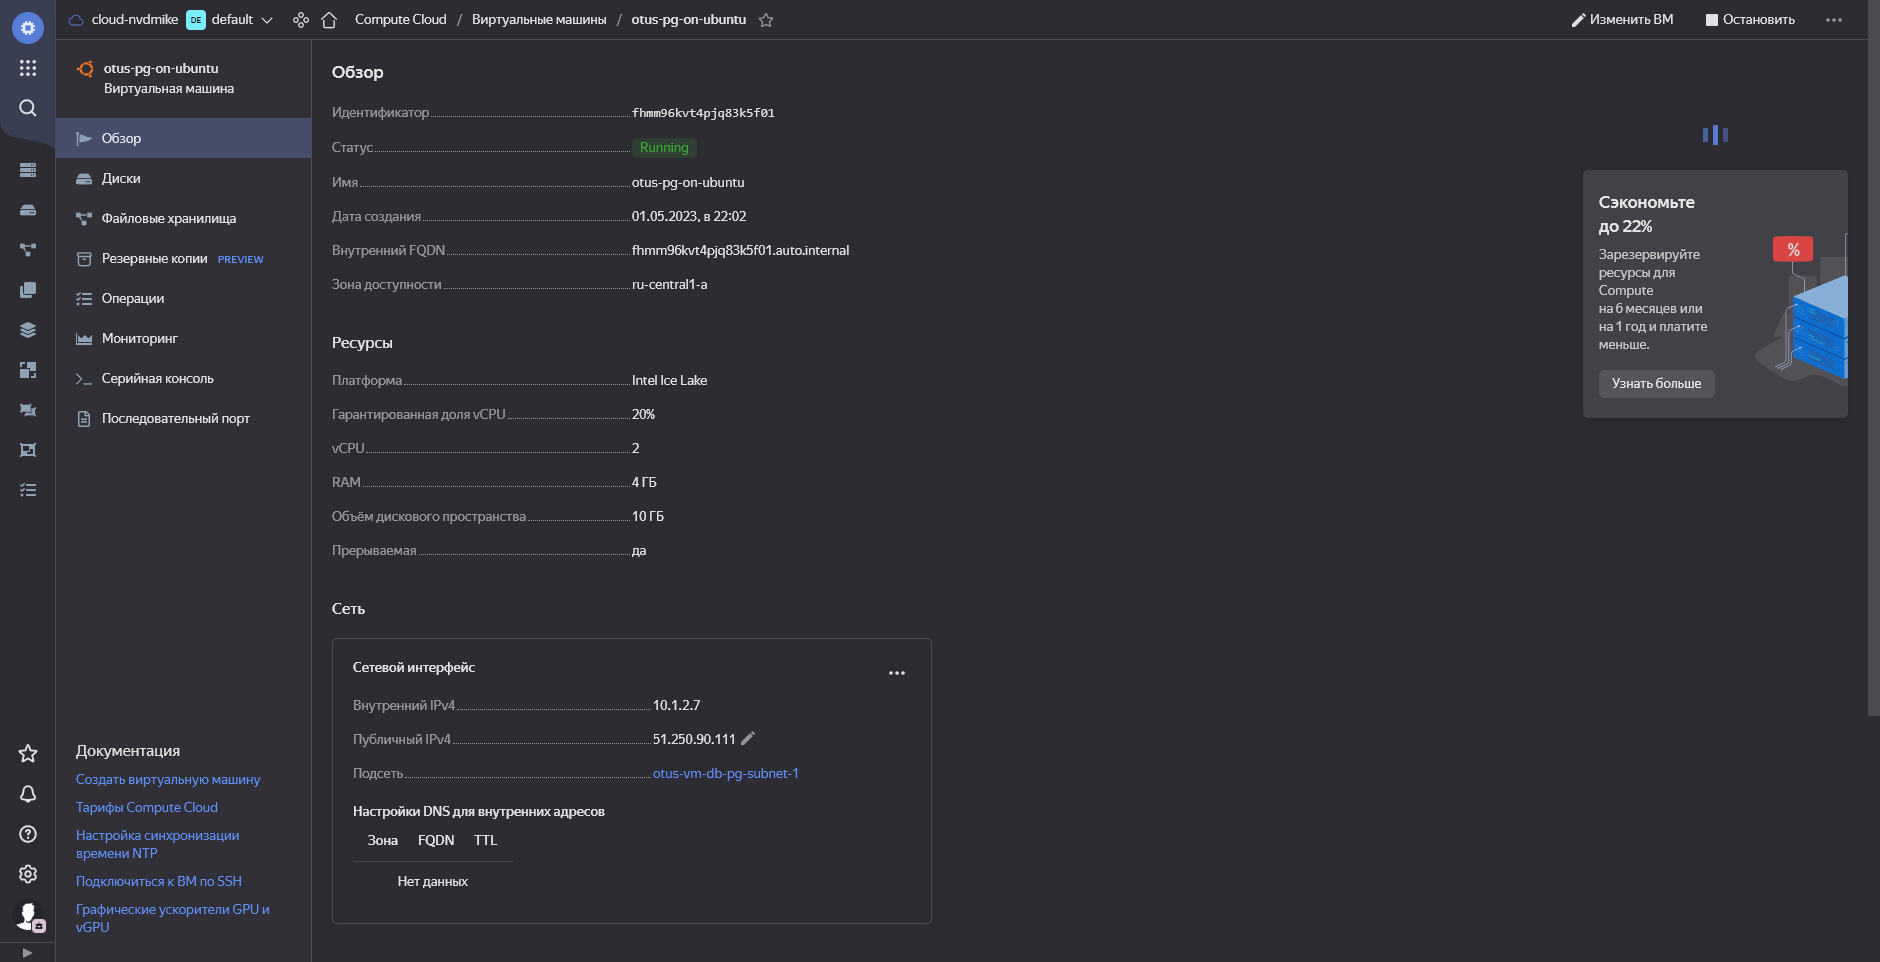 cloud-nvdmike DE default Compute Cloud / Виртуальные машины / otus-pg-on-ubuntu Изменить ВМ Остановить
otus-pg-on-ubuntu
Виртуальная машина
Обзор
Диски
Файловые хранилища
Резервные копии PREVIEW
Операции
Мониторинг
Серийная консоль
Последовательный порт
Документация
Создать виртуальную машину
Тарифы Compute Cloud
Настройка синхронизации
времени NTP
Подключиться к ВМ по SSH
Графические ускорители GPU и
vGPU
Обзор
Идентификатор fhmm96kvt4pjq83k5f01
Статус Running
Имя otus-pg-on-ubuntu
Дата создания 01.05.2023, в 22:02
Внутренний FQDN fhmm96kvt4pjq83k5f01.auto.internal
Зона доступности ru-central1-a
Ресурсы
Платформа Intel Ice Lake
Гарантированная доля vCPU 20%
vCPU 2
RAM 4 ГБ
Объём дискового пространства 10 ГБ
Прерываемая да
Сеть
Сетевой интерфейс
Внутренний IPv4 10.1.2.7
Публичный IPv4 51.250.90.111
Подсеть otus-vm-db-pg-subnet-1
Настройки DNS для внутренних адресов
Зона FQDN TTL
Нет данных
Сэкономьте
до 22%
Зарезервируйте
ресурсы для
Compute
на 6 месяцев или
на 1 год и платите
меньше.
%
Узнать больше